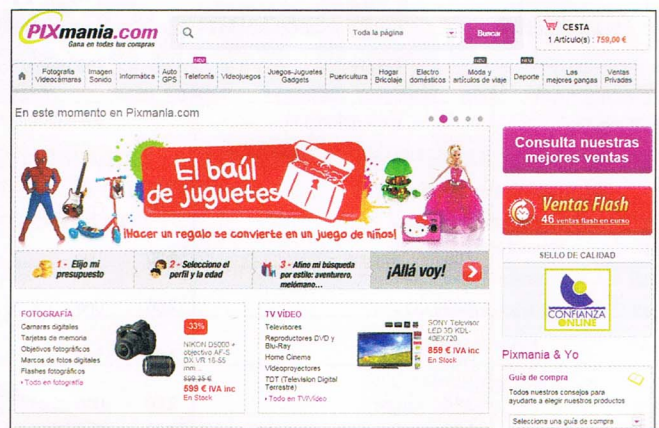 PIXmania.com
Gana en todas tus compras
Toda la página
Buscar
CESTA
1 Artículo(s) : 759,00 €
Fotografía Videocámaras
Imagen Sonido
Informática
Auto GPS
Telefonía
Videojuegos
Juegos-Juguetes Gadgets
Puericultura
Hogar Bricolaje
Electro domésticos
Moda y artículos de viaje
Deporte
Las mejores gangas
Ventas Privadas
En este momento en Pixmania.com
El baúl
de juguetes
¡Hacer un regalo se convierte en un juego de niños!
1 - Elijo mi
presupuesto
2 - Selecciono el
perfil y la edad
3 - Afino mi búsqueda
por estilo: aventurero,
melómano...
¡Allá voy!
Consulta nuestras
mejores ventas
Ventas Flash
46 ventas flash en curso
SELLO DE CALIDAD
CONFIANZA
ONLINE
FOTOGRAFÍA
Cámaras digitales
Tarjetas de memoria
Objetivos fotográficos
Marcos de fotos digitales
Flashes fotográficos
Todo en fotografía
-33%
NIKON D5000 +
objectivo AF-S
DX VR 18-55
mm...
599 € IVA inc
En Stock
TV VÍDEO
Televisores
Reproductores DVD y
Blu-Ray
Home Cinema
Videoproyectores
TDT (Television Digital
Terrestre)
Todo en TV/Vídeo
SONY Televisor
LED 3D KDL-
40EX720
859 € IVA inc
En Stock
Pixmania & Yo
Guía de compra
Todos nuestros consejos para
ayudarte a elegir nuestros productos
Selecciona una guía de compra